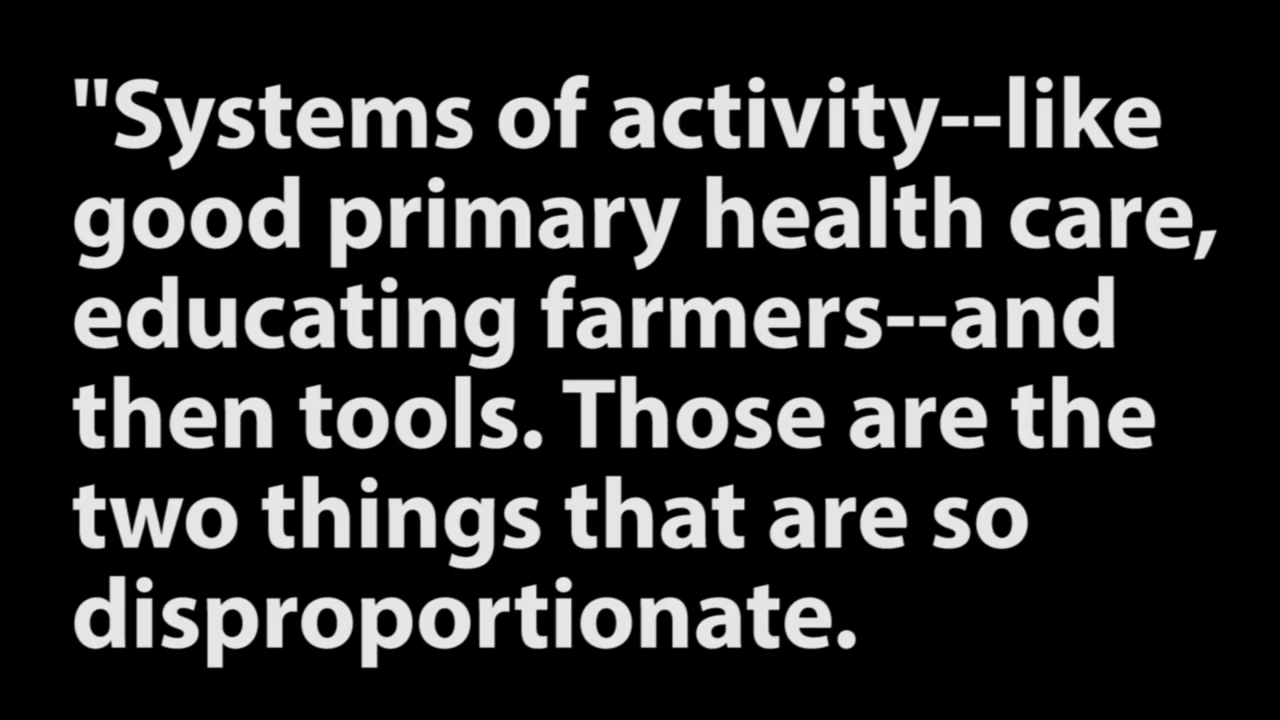 "Systems of activity--like
good primary health care,
educating farmers--and
then tools. Those are the
two things that are so
disproportionate.